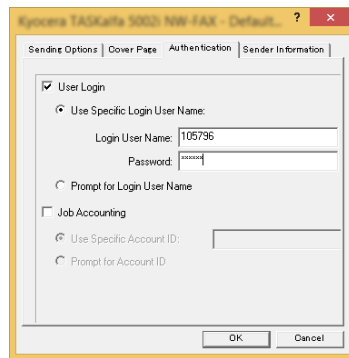 Kyocera TASKalfa 5002i NW-FAX - Default... ? ×
Sending Options Cover Page Authentication Sender Information
User Login
Use Specific Login User Name:
Login User Name: 105796
Password: ******
Prompt for Login User Name
Job Accounting
Use Specific Account ID:
Prompt for Account ID
OK Cancel